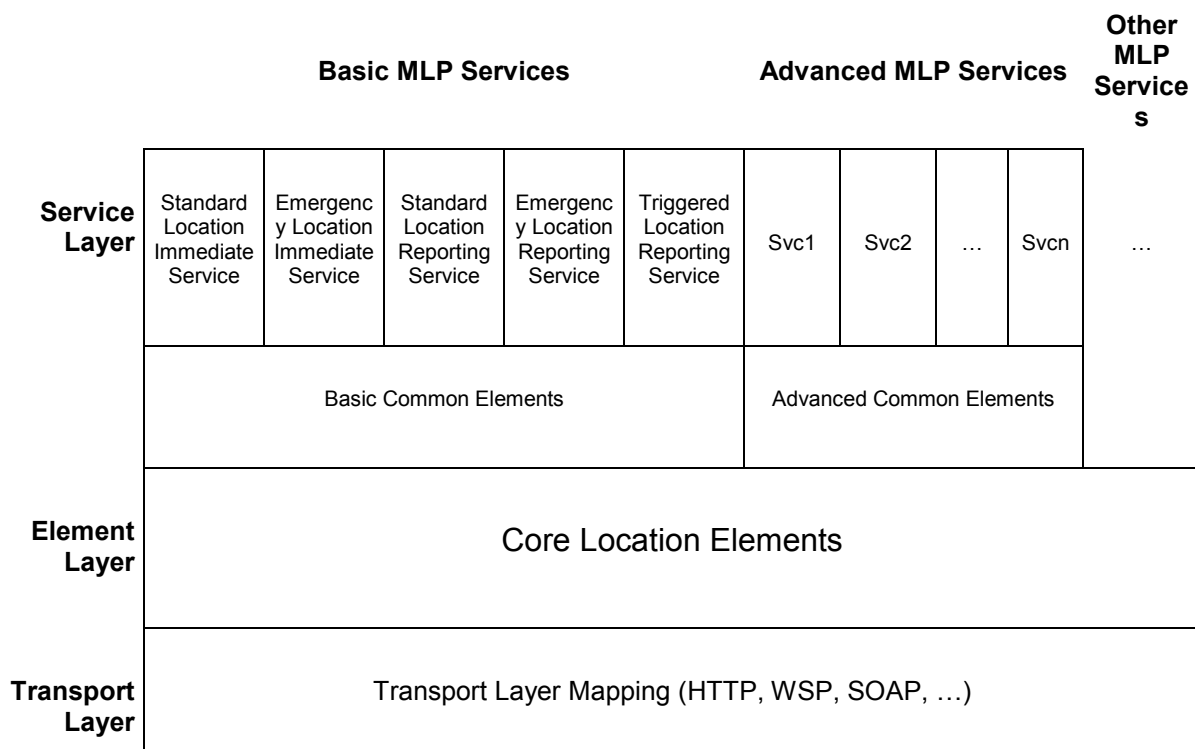 Other
MLP
Service
s
Basic MLP Services
Advanced MLP Services
Service
Layer
Standard
Location
Immediate
Service
Emergenc
y Location
Immediate
Service
Standard
Location
Reporting
Service
Emergenc
y Location
Reporting
Service
Triggered
Location
Reporting
Service
Svc1
Svc2
…
Svcn
…
Basic Common Elements
Advanced Common Elements
Element
Layer
Core Location Elements
Transport
Layer
Transport Layer Mapping (HTTP, WSP, SOAP, …)